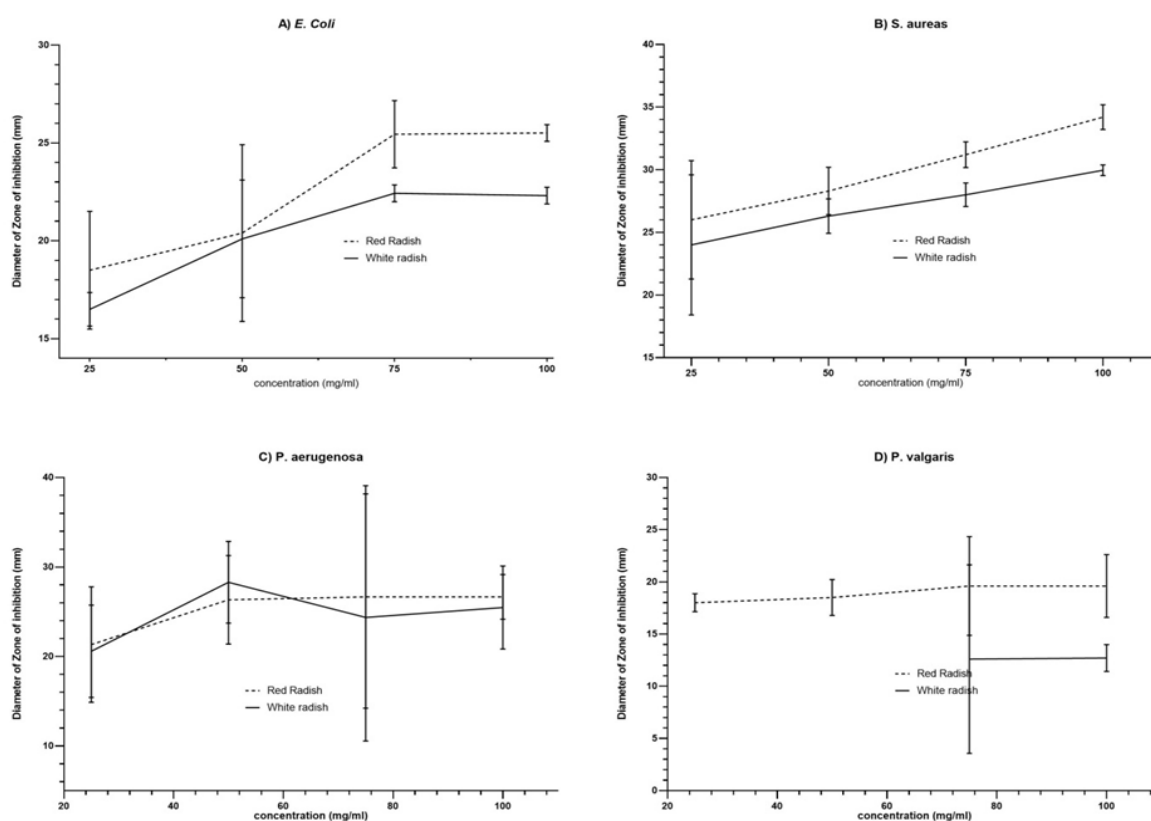 A) E. Coli
Diameter of Zone of inhibition (mm)
30
25
20
15
Red Radish
White radish
25 50 75 100
concentration (mg/ml)
B) S. aureas
Diameter of Zone of inhibition (mm)
40
35
30
25
20
15
Red Radish
White radish
25 50 75 100
concentration (mg/ml)
C) P. aerugenosa
Diameter of Zone of inhibition (mm)
40
30
20
10
Red Radish
White radish
20 40 60 80 100
concentration (mg/ml)
D) P. valgaris
Diameter of Zone of inhibition (mm)
30
25
20
15
10
5
0
Red Radish
White radish
20 40 60 80 100
concentration (mg/ml)